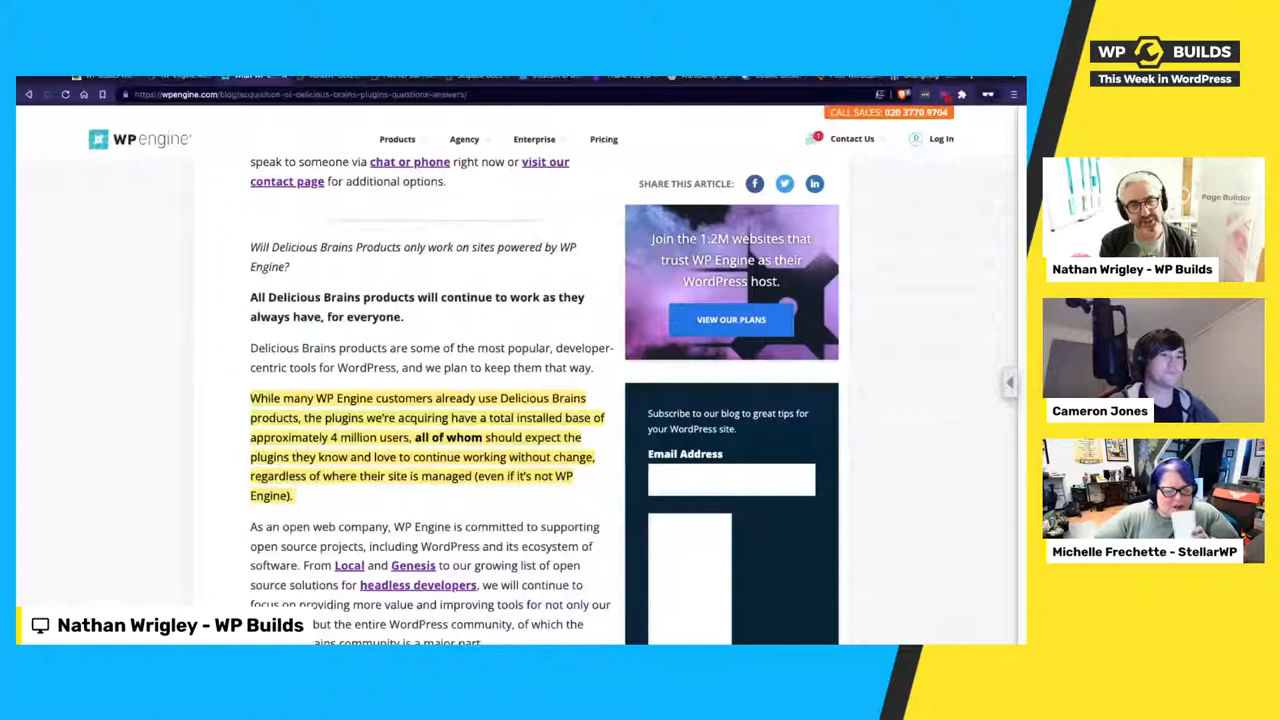 WP BUILDS
This Week in WordPress
https://wpengine.com/blog/acquisition-of-delicious-brains-plugins-questions-answers/
CALL SALES: 020 3770 9704
WP engine
Products
Agency
Enterprise
Pricing
1
Contact Us
Log In
speak to someone via chat or phone right now or visit our
contact page for additional options.
Will Delicious Brains Products only work on sites powered by WP
Engine?
All Delicious Brains products will continue to work as they
always have, for everyone.
Delicious Brains products are some of the most popular, developer-
centric tools for WordPress, and we plan to keep them that way.
While many WP Engine customers already use Delicious Brains
products, the plugins we're acquiring have a total installed base of
approximately 4 million users, all of whom should expect the
plugins they know and love to continue working without change,
regardless of where their site is managed (even if it's not WP
Engine).
As an open web company, WP Engine is committed to supporting
open source projects, including WordPress and its ecosystem of
software. From Local and Genesis to our growing list of open
source solutions for headless developers, we will continue to
focus on providing more value and improving tools for not only our
but the entire WordPress community, of which the
ains community is a major part.
SHARE THIS ARTICLE:
Join the 1.2M websites that
trust WP Engine as their
WordPress host.
VIEW OUR PLANS
Subscribe to our blog to great tips for
your WordPress site.
Email Address
Nathan Wrigley - WP Builds
Page Builder
Nathan Wrigley - WP Builds
Cameron Jones
Michelle Frechette - StellarWP